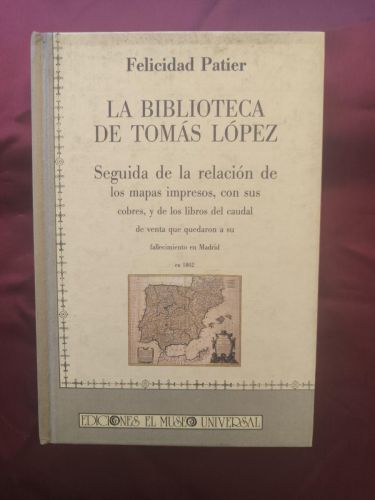 Felicidad Patier
LA BIBLIOTECA
DE TOMÁS LÓPEZ
Seguida de la relación de
los mapas impresos, con sus
cobres, y de los libros del caudal
de venta que quedaron a su
fallecimiento en Madrid
en 1802
EDICIONES EL MUSEO UNIVERSAL